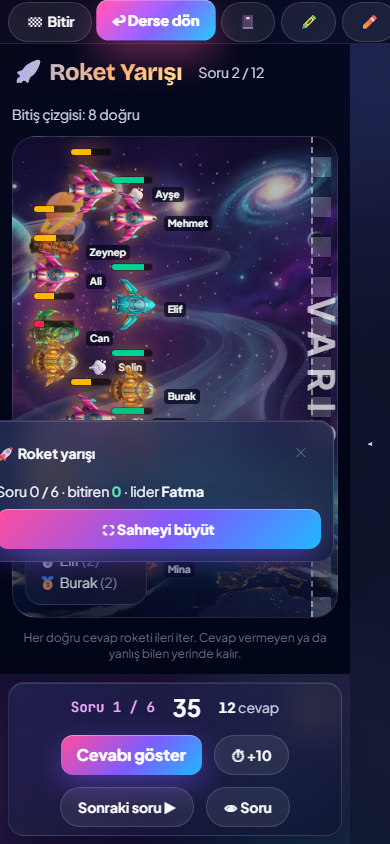 Bitir
Derse dön
Roket Yarışı
Soru 2 / 12
Bitiş çizgisi: 8 doğru
Ayşe
Mehmet
Zeynep
Ali
Elif
Can
Selin
Burak
VARI
Roket yarışı
Soru 0 / 6 · bitiren 0 · lider Fatma
Sahneyi büyüt
Elif (2)
Burak (2)
Mina
Her doğru cevap roketi ileri iter. Cevap vermeyen ya da
yanlış bilen yerinde kalır.
Soru 1 / 6
35
12 cevap
Cevabı göster
+10
Sonraki soru
Soru